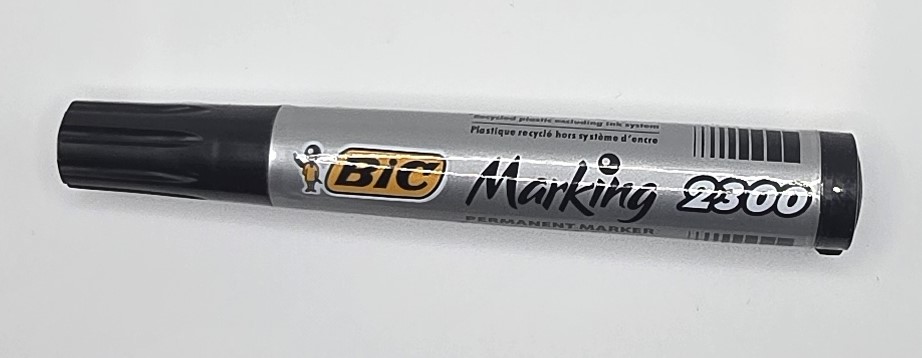 Recycled plastic excluding ink system
Plastique recyclé hors système d'encre
BIC Marking 2300
PERMANENT MARKER